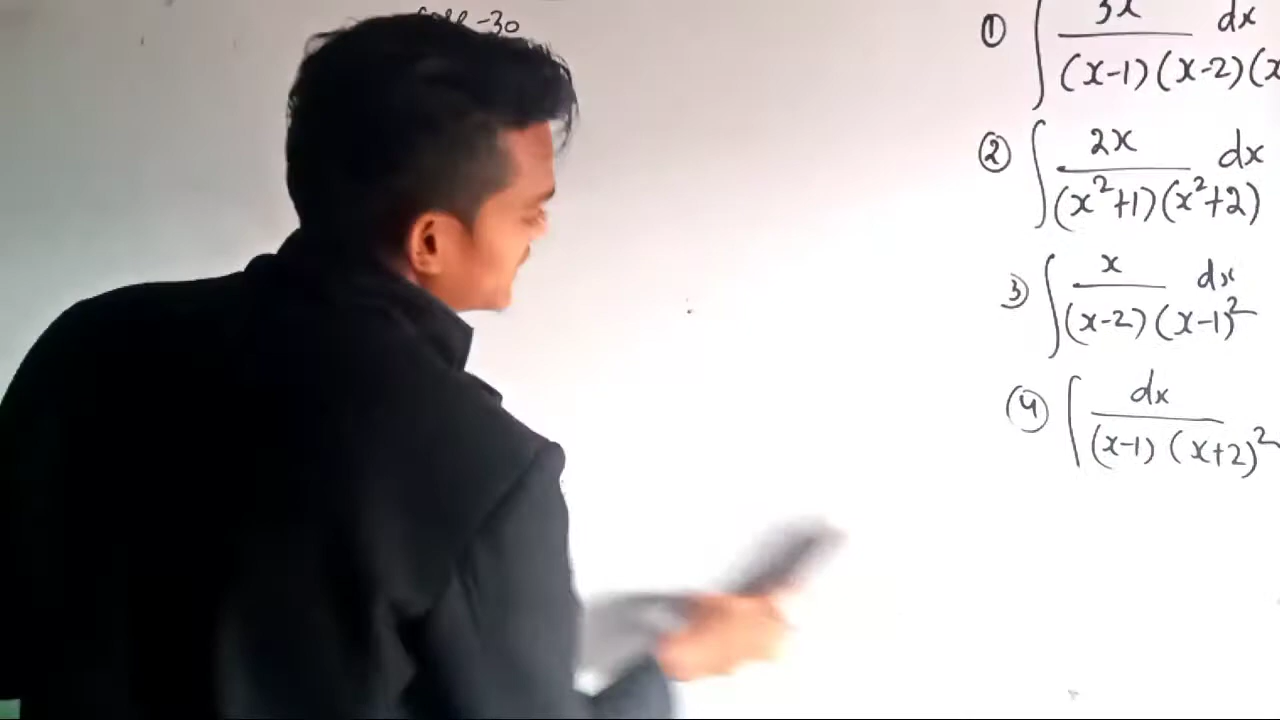 -30
① ∫ 3x dx
(x-1)(x-2)(x
② ∫ 2x dx
(x²+1)(x²+2)
3 ∫ x dx
(x-2)(x-1)²
④ ∫ dx
(x-1)(x+2)²